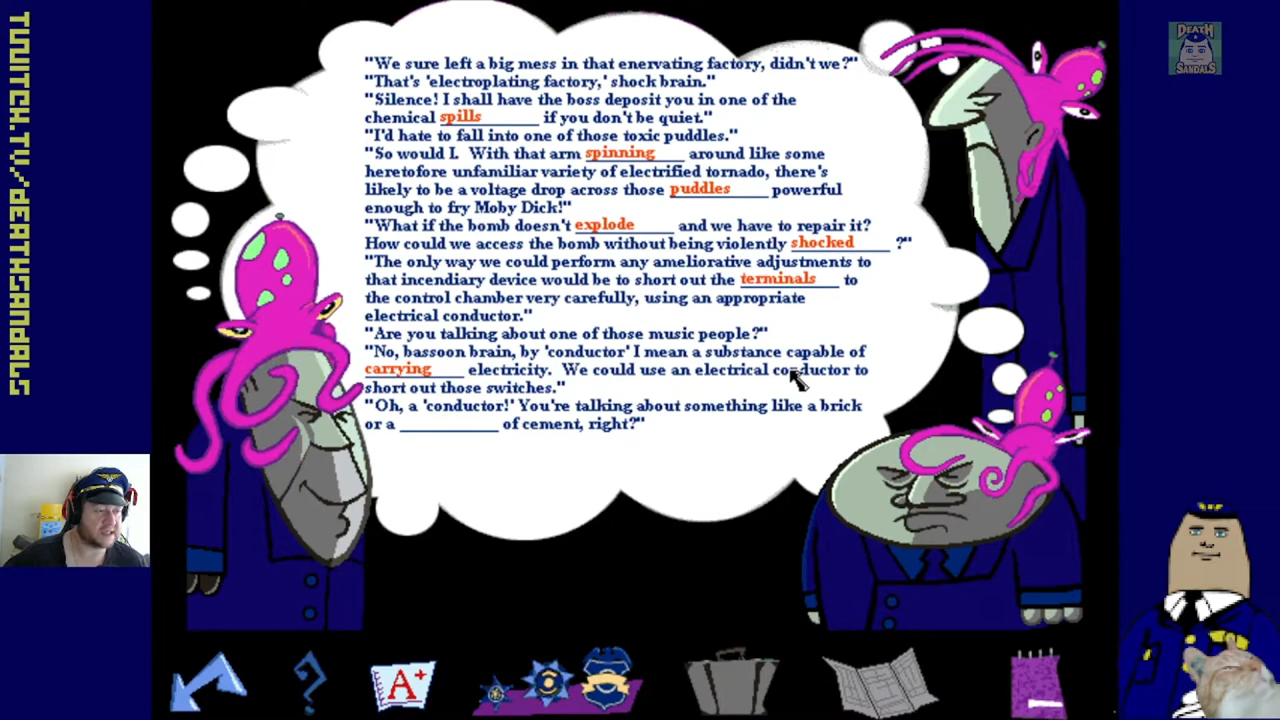 TWITCH.TV/DEATHSANDALS
"We sure left a big mess in that enervating factory, didn't we?"
"That's 'electroplating factory,' shock brain."
"Silence! I shall have the boss deposit you in one of the
chemical spills if you don't be quiet."
"I'd hate to fall into one of those toxic puddles."
"So would I. With that arm spinning around like some
heretofore unfamiliar variety of electrified tornado, there's
likely to be a voltage drop across those puddles powerful
enough to fry Moby Dick!"
"What if the bomb doesn't explode and we have to repair it?
How could we access the bomb without being violently shocked ?"
"The only way we could perform any ameliorative adjustments to
that incendiary device would be to short out the terminals to
the control chamber very carefully, using an appropriate
electrical conductor."
"Are you talking about one of those music people?"
"No, bassoon brain, by 'conductor' I mean a substance capable of
carrying electricity. We could use an electrical conductor to
short out those switches."
"Oh, a 'conductor!' You're talking about something like a brick
or a __________ of cement, right?"
DEATH
SANDALS
A+